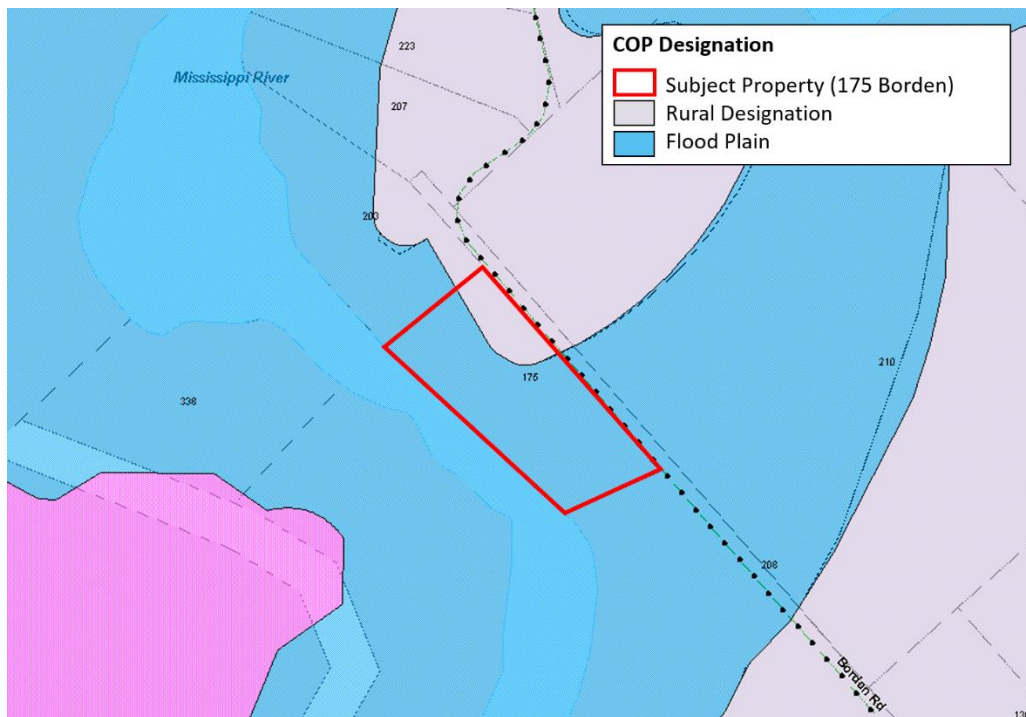 COP Designation
Subject Property (175 Borden)
Rural Designation
Flood Plain
223
Mississippi River
207
203
175
210
338
208
Borden Rd